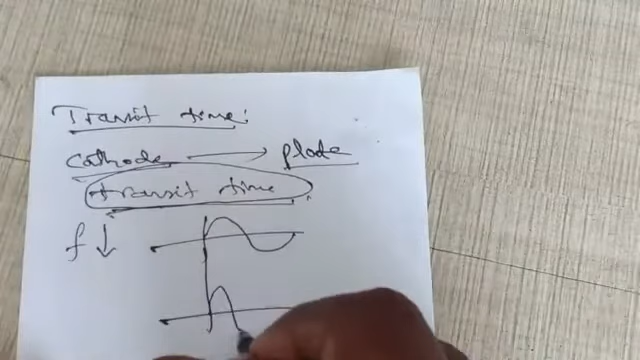 Transit time:
Cathode → Plate
transit time
f ↓